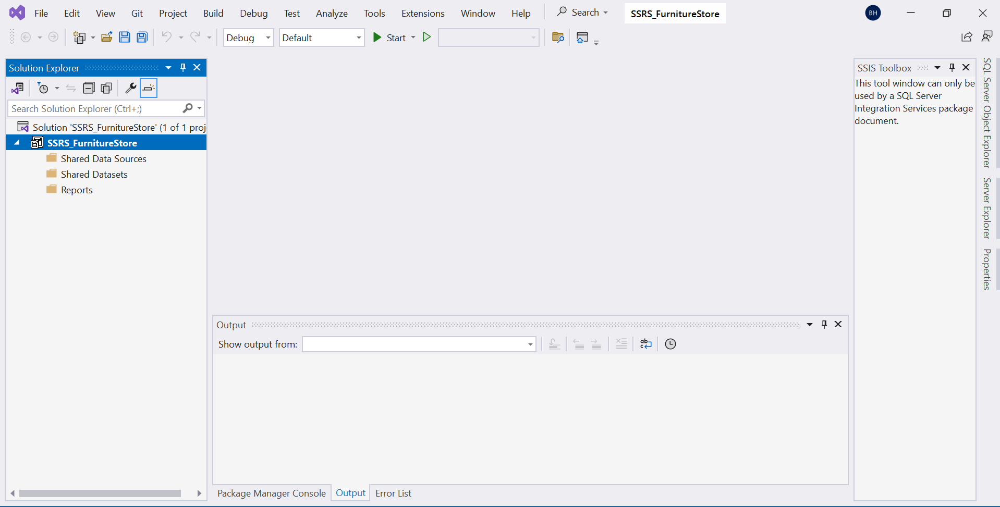 File Edit View Git Project Build Debug Test Analyze Tools Extensions Window Help Search SSRS_FurnitureStore BH
Debug Default Start
Solution Explorer
Search Solution Explorer (Ctrl+;)
Solution 'SSRS_FurnitureStore' (1 of 1 proj
SSRS_FurnitureStore
Shared Data Sources
Shared Datasets
Reports
Output
Show output from:
Package Manager Console Output Error List
SSIS Toolbox
This tool window can only be
used by a SQL Server
Integration Services package
document.
SQL Server Object Explorer
Server Explorer
Properties